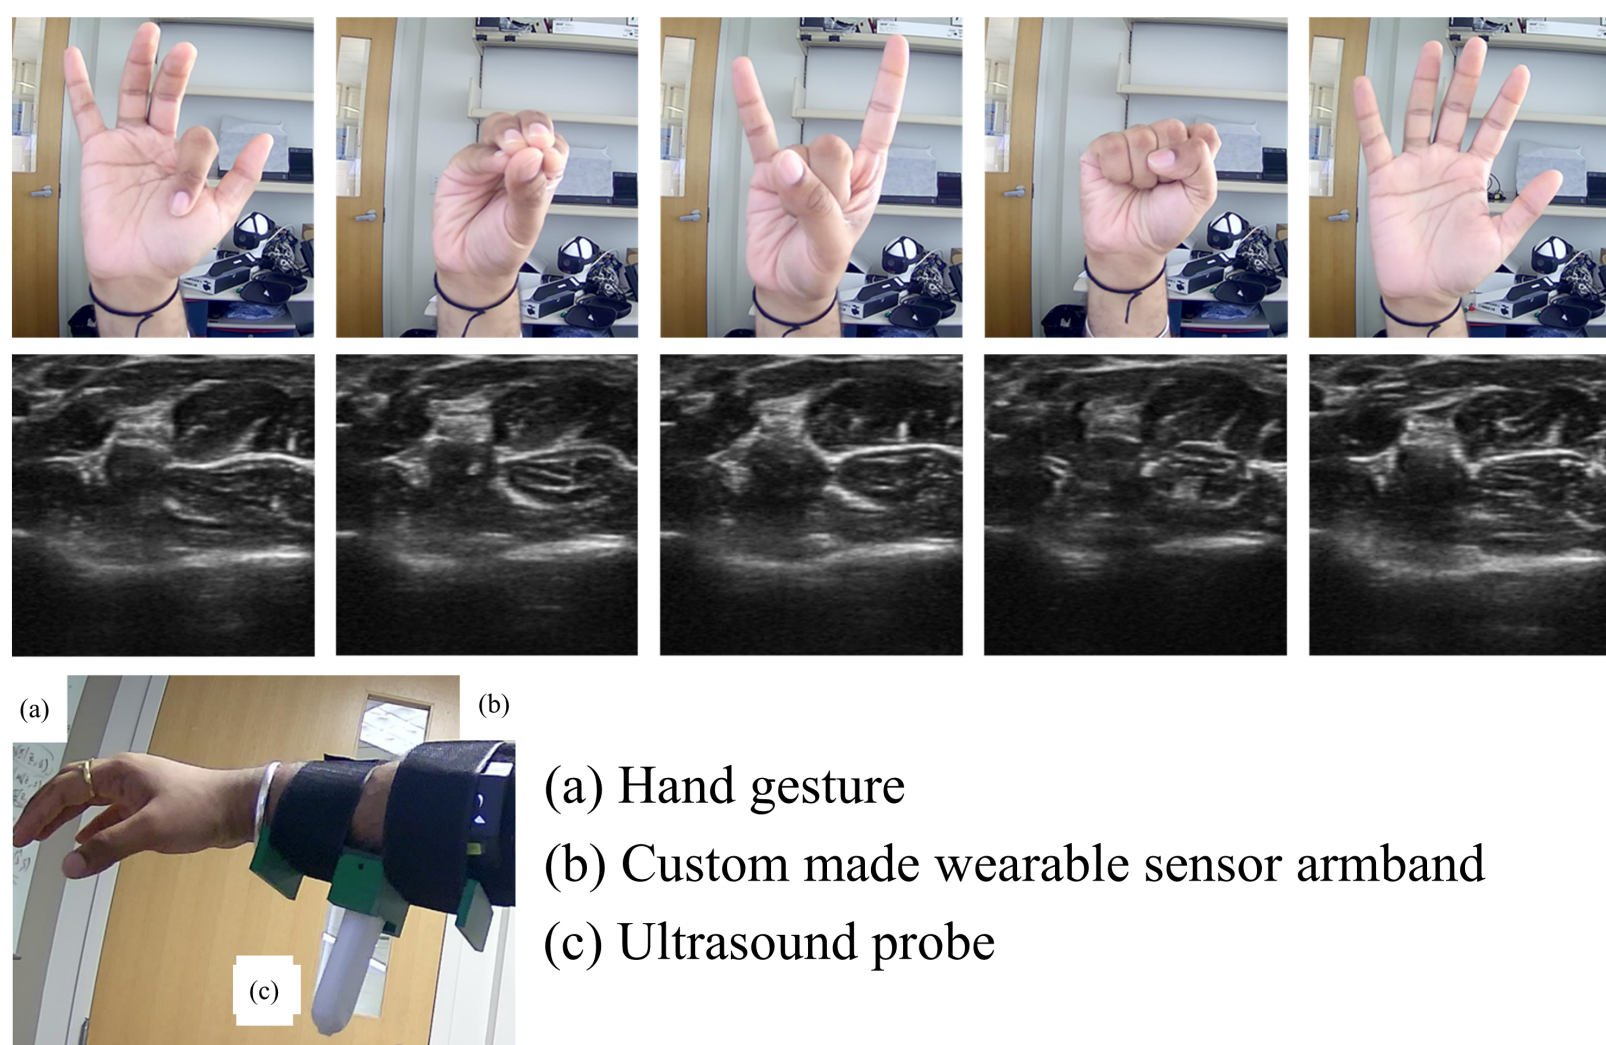 (a)
(b)
(a) Hand gesture
(b) Custom made wearable sensor armband
(c) Ultrasound probe
(c)